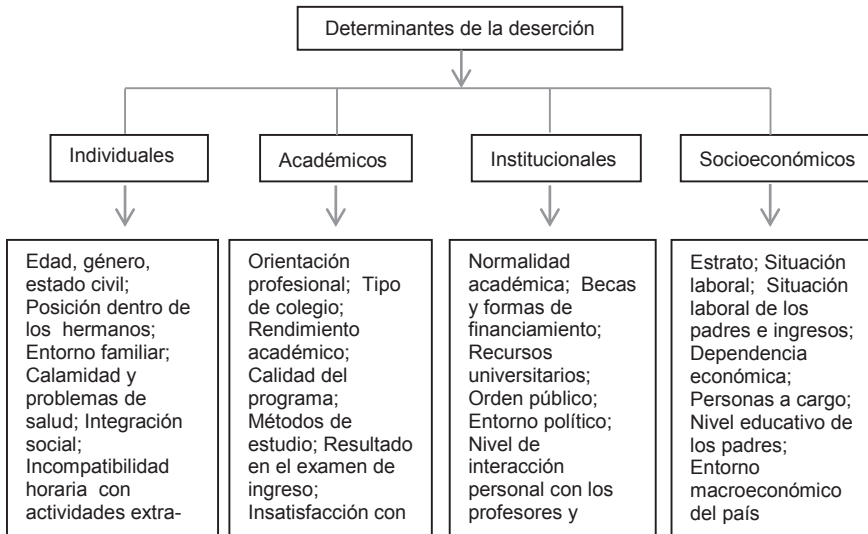 Determinantes de la deserción
Individuales
Académicos
Institucionales
Socioeconómicos
Edad, género,
estado civil;
Posición dentro de
los hermanos;
Entorno familiar;
Calamidad y
problemas de
salud; Integración
social;
Incompatibilidad
horaria con
actividades extra-
Orientación
profesional; Tipo
de colegio;
Rendimiento
académico;
Calidad del
programa;
Métodos de
estudio; Resultado
en el examen de
ingreso;
Insatisfacción con
Normalidad
académica; Becas
y formas de
financiamiento;
Recursos
universitarios;
Orden público;
Entorno político;
Nivel de
interacción
personal con los
profesores y
Estrato; Situación
laboral; Situación
laboral de los
padres e ingresos;
Dependencia
económica;
Personas a cargo;
Nivel educativo de
los padres;
Entorno
macroeconómico
del país